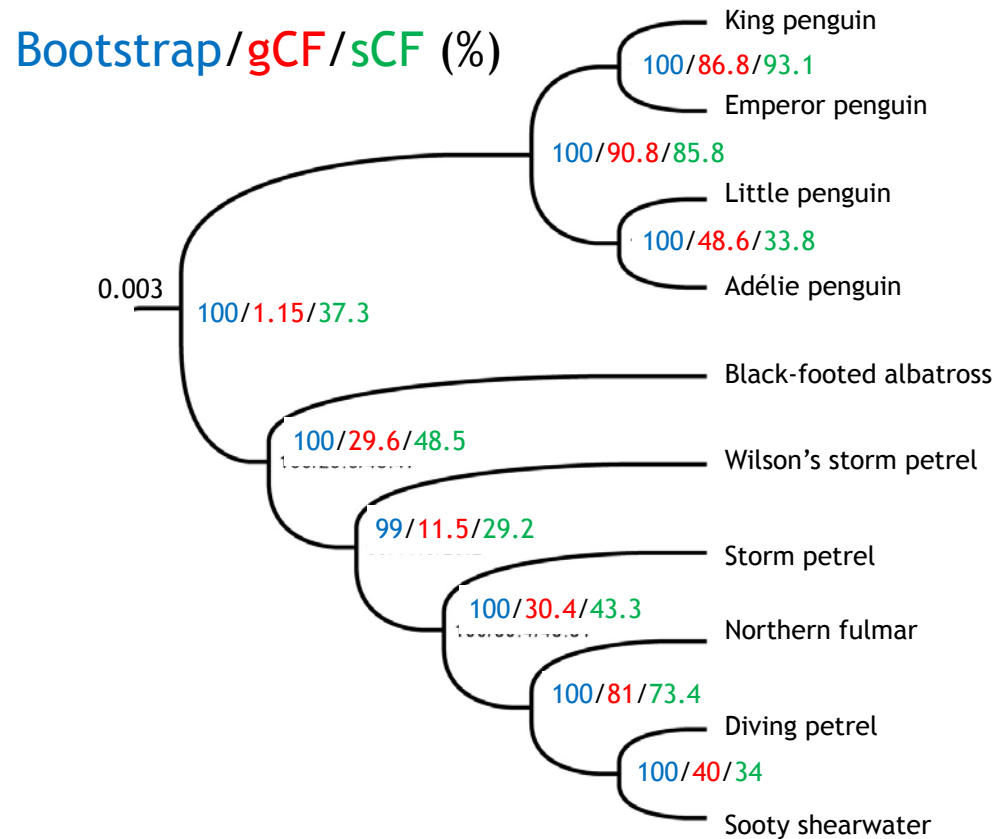 King penguin
Bootstrap/gCF/sCF (%)
100/86.8/93.1
Emperor penguin
100/90.8/85.8
Little penguin
100/48.6/33.8
Adélie penguin
0.003
100/1.15/37.3
Black-footed albatross
100/29.6/48.5
Wilson’s storm petrel
99/11.5/29.2
Storm petrel
100/30.4/43.3
Northern fulmar
100/81/73.4
Diving petrel
100/40/34
Sooty shearwater